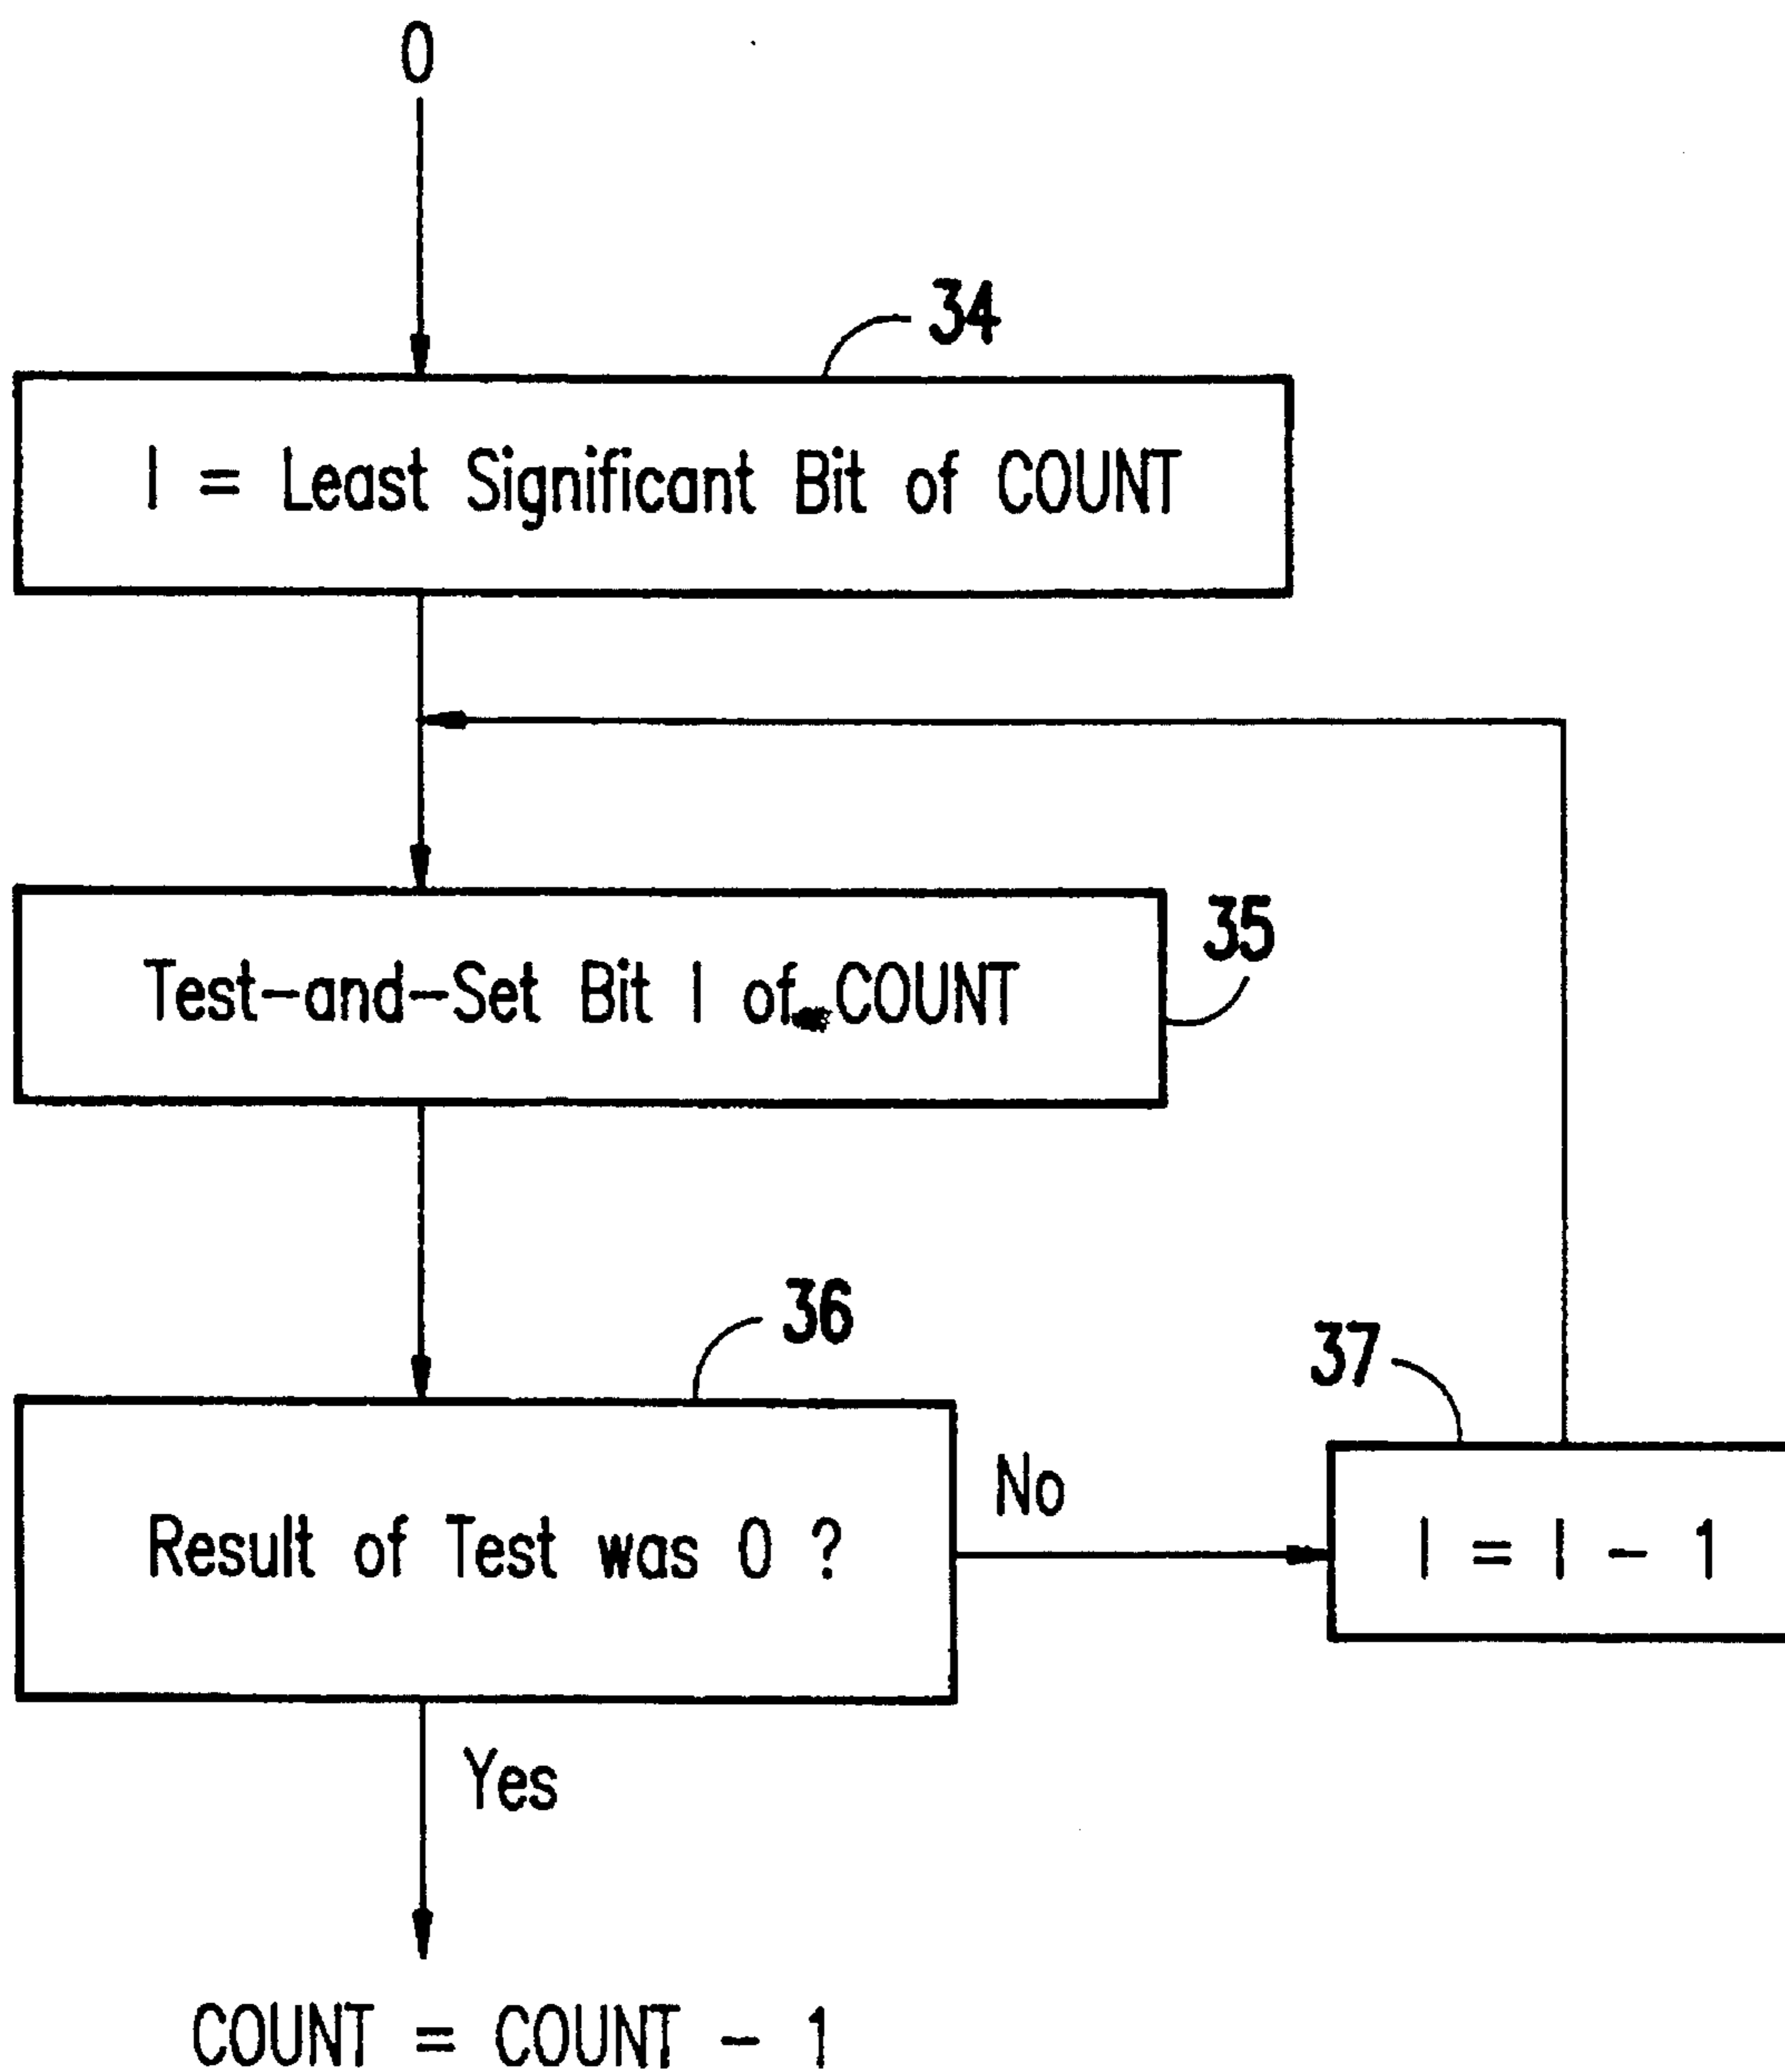 0
34
I = Least Significant Bit of COUNT
35
Test-and-Set Bit I of COUNT
36
37
Result of Test was 0 ?
No
I = I - 1
Yes
COUNT = COUNT - 1